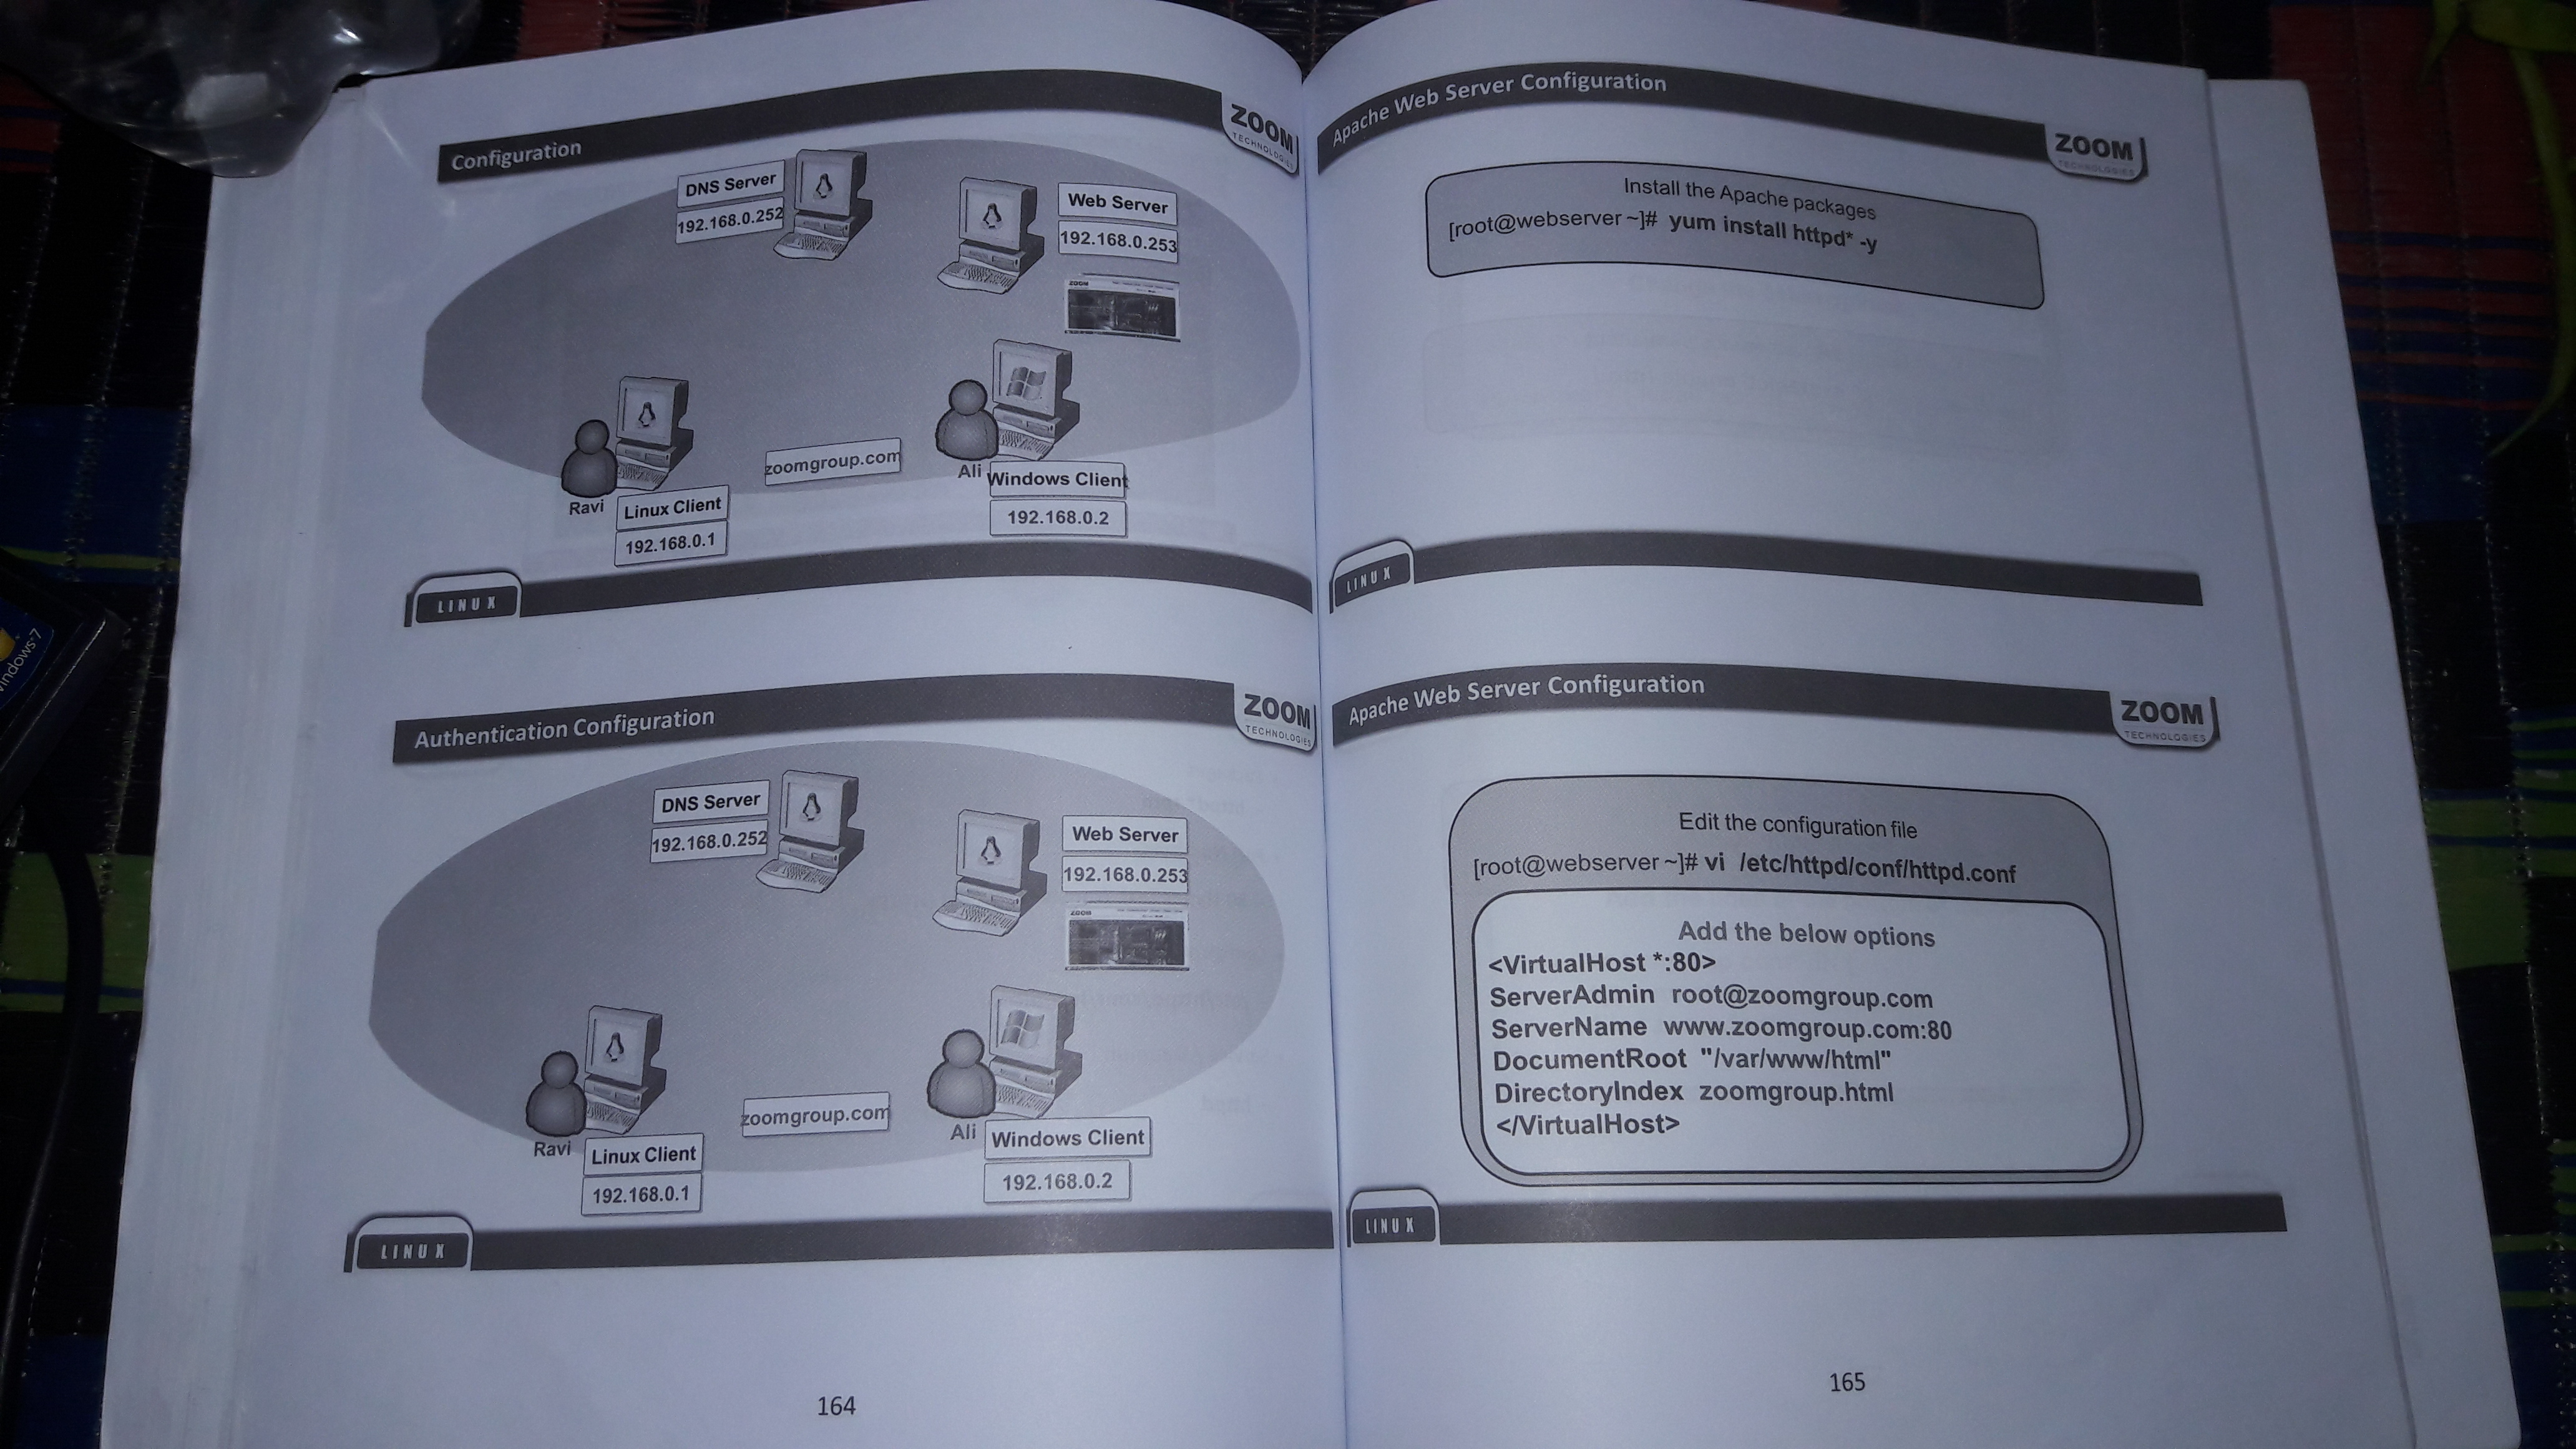 Configuration
ZOOM
TECHNOLOGIES
DNS Server
192.168.0.252
Web Server
192.168.0.253
ZOOM
Ravi
Linux Client
192.168.0.1
zoomgroup.com
Ali
Windows Client
192.168.0.2
LINUX
Authentication Configuration
ZOOM
TECHNOLOGIES
DNS Server
192.168.0.252
Web Server
192.168.0.253
ZOOM
Ravi
Linux Client
192.168.0.1
zoomgroup.com
Ali
Windows Client
192.168.0.2
LINUX
164
Apache Web Server Configuration
ZOOM
TECHNOLOGIES
Install the Apache packages
[root@webserver ~]# yum install httpd* -y
LINUX
Apache Web Server Configuration
ZOOM
TECHNOLOGIES
Edit the configuration file
[root@webserver ~]# vi /etc/httpd/conf/httpd.conf
Add the below options
<VirtualHost *:80>
ServerAdmin root@zoomgroup.com
ServerName www.zoomgroup.com:80
DocumentRoot "/var/www/html"
DirectoryIndex zoomgroup.html
</VirtualHost>
LINUX
165
Windows 7